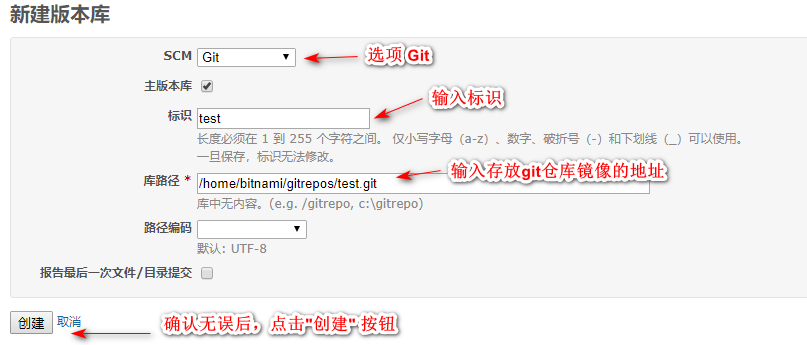 新建版本库
SCM Git 选项 Git
主版本库
输入标识
标识 test
长度必须在 1 到 255 个字符之间。 仅小写字母（a-z）、数字、破折号（-）和下划线（_）可以使用。
一旦保存，标识无法修改。
输入存放git仓库镜像的地址
库路径 * /home/bitnami/gitrepos/test.git
库中无内容。(e.g. /gitrepo, c:\gitrepo)
路径编码
默认: UTF-8
报告最后一次文件/目录提交
创建 取消 确认无误后，点击"创建" 按钮